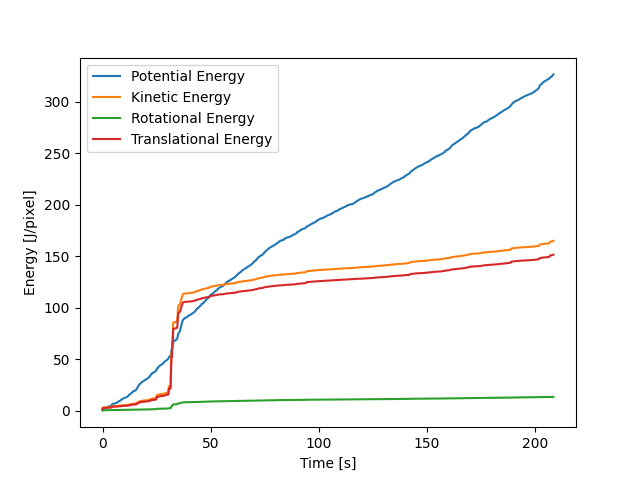 Potential Energy
Kinetic Energy
Rotational Energy
Translational Energy
Energy [J/pixel]
300
250
200
150
100
50
0
0 50 100 150 200
Time [s]